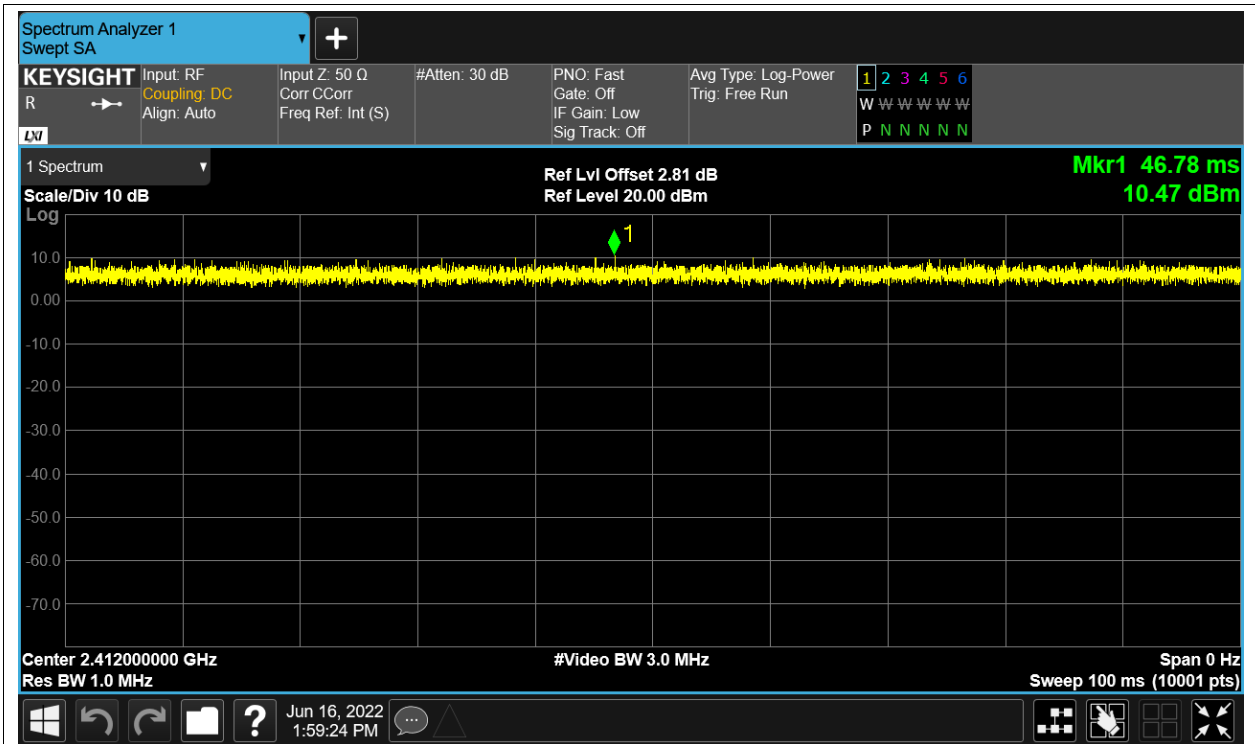 Spectrum Analyzer 1
Swept SA
KEYSIGHT
R
LXI
Input: RF
Coupling: DC
Align: Auto
Input Z: 50 Ω
Corr CCorr
Freq Ref: Int (S)
#Atten: 30 dB
PNO: Fast
Gate: Off
IF Gain: Low
Sig Track: Off
Avg Type: Log-Power
Trig: Free Run
1 2 3 4 5 6
W W W W W W
P N N N N N
1 Spectrum
Scale/Div 10 dB
Log
Ref Lvl Offset 2.81 dB
Ref Level 20.00 dBm
Mkr1 46.78 ms
10.47 dBm
1
10.0
0.00
-10.0
-20.0
-30.0
-40.0
-50.0
-60.0
-70.0
Center 2.412000000 GHz
Res BW 1.0 MHz
#Video BW 3.0 MHz
Span 0 Hz
Sweep 100 ms (10001 pts)
?
Jun 16, 2022
1:59:24 PM